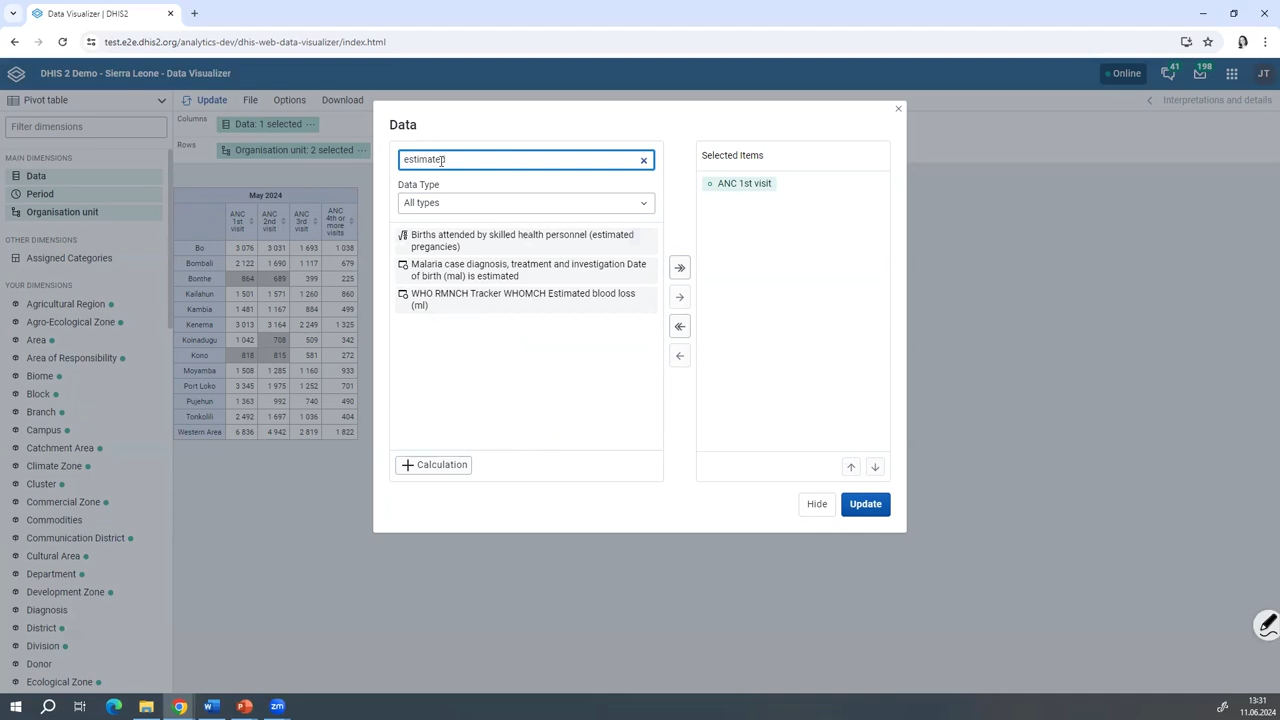 Data Visualizer | DHIS2
test.e2e.dhis2.org/analytics-dev/dhis-web-data-visualizer/index.html
DHIS 2 Demo - Sierra Leone - Data Visualizer
Online
41
198
JT
Pivot table
Update
File
Options
Download
Interpretations and details
Filter dimensions
Columns
Data: 1 selected
Rows
Organisation unit: 2 selected
MAIN DIMENSIONS
Data
Period
Organisation unit
OTHER DIMENSIONS
Assigned Categories
YOUR DIMENSIONS
Agricultural Region
Agro-Ecological Zone
Area
Area of Responsibility
Biome
Block
Branch
Campus
Catchment Area
Climate Zone
Cluster
Commercial Zone
Commodities
Communication District
Cultural Area
Department
Development Zone
Diagnosis
District
Division
Donor
Ecological Zone
May 2024
ANC 1st visit
ANC 2nd visit
ANC 3rd visit
ANC 4th or more visits
Bo 3 076 3 031 1 693 1 038
Bombali 2 122 1 690 1 117 679
Bonthe 864 689 399 225
Kailahun 1 501 1 571 1 260 860
Kambia 1 481 1 167 884 499
Kenema 3 013 3 164 2 249 1 325
Koinadugu 1 042 708 509 342
Kono 818 815 581 272
Moyamba 1 508 1 285 1 160 933
Port Loko 3 345 1 975 1 252 701
Pujehun 1 363 992 740 490
Tonkolili 2 492 1 697 1 036 404
Western Area 6 836 4 942 2 819 1 822
Data
estimated
Data Type
All types
Births attended by skilled health personnel (estimated
pregancies)
Malaria case diagnosis, treatment and investigation Date
of birth (mal) is estimated
WHO RMNCH Tracker WHOMCH Estimated blood loss
(ml)
Calculation
Selected Items
ANC 1st visit
Hide
Update
13:31
11.06.2024